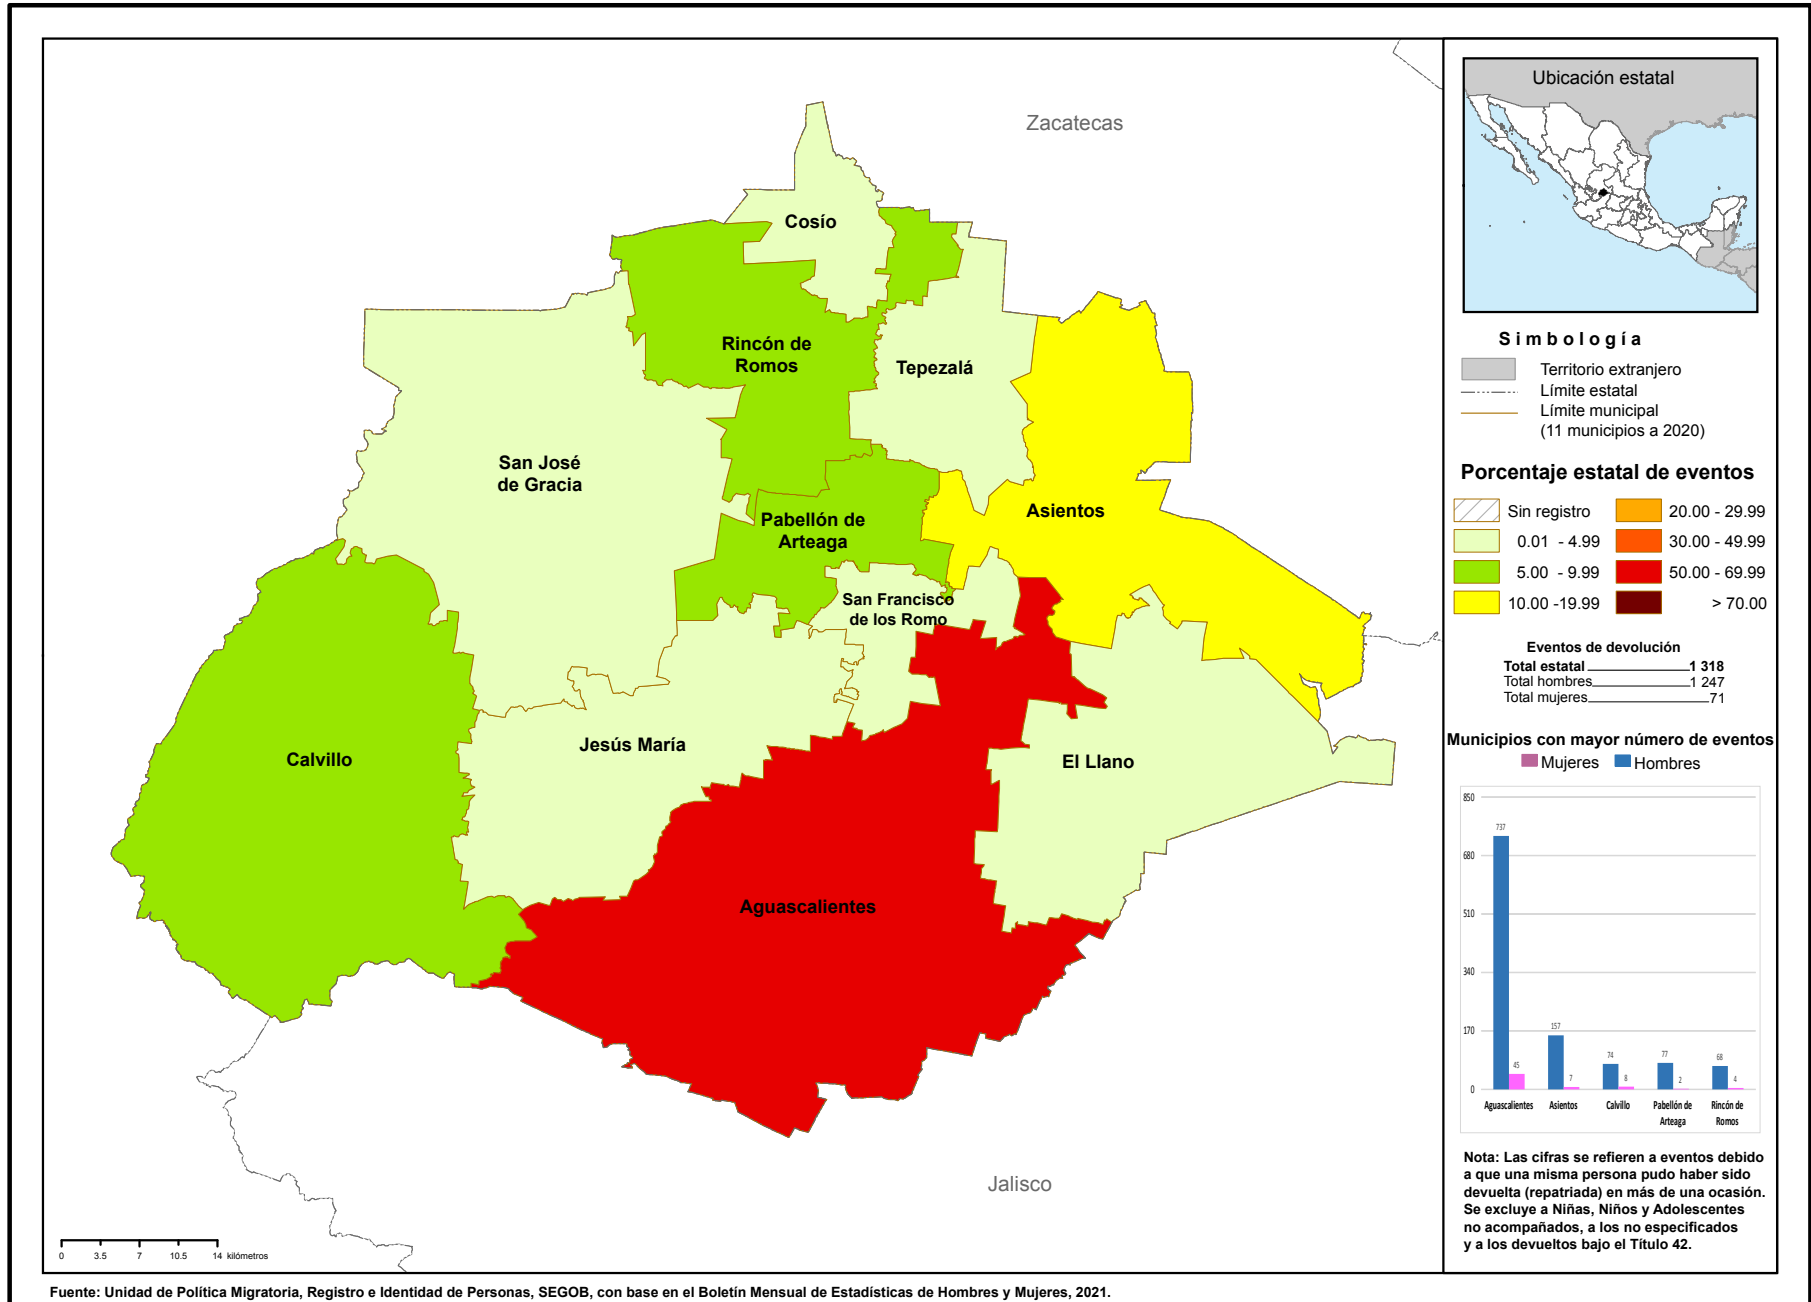 Zacatecas
Cosío
Rincón de
Romos
Tepezalá
San José
de Gracia
Asientos
Pabellón de
Arteaga
San Francisco
de los Romo
Calvillo
Jesús María
El Llano
Aguascalientes
Jalisco
0 3.5 7 10.5 14 kilómetros
Ubicación estatal
Simbología
Territorio extranjero
Límite estatal
Límite municipal
(11 municipios a 2020)
Porcentaje estatal de eventos
Sin registro
0.01 - 4.99
5.00 - 9.99
10.00 -19.99
20.00 - 29.99
30.00 - 49.99
50.00 - 69.99
> 70.00
Eventos de devolución
Total estatal 1 318
Total hombres 1 247
Total mujeres 71
Municipios con mayor número de eventos
Mujeres Hombres
850
680
510
340
170
0
737
45
157
7
74
8
77
2
68
4
Aguascalientes
Asientos
Calvillo
Pabellón de
Arteaga
Rincón de
Romos
Nota: Las cifras se refieren a eventos debido
a que una misma persona pudo haber sido
devuelta (repatriada) en más de una ocasión.
Se excluye a Niñas, Niños y Adolescentes
no acompañados, a los no especificados
y a los devueltos bajo el Título 42.
Fuente: Unidad de Política Migratoria, Registro e Identidad de Personas, SEGOB, con base en el Boletín Mensual de Estadísticas de Hombres y Mujeres, 2021.